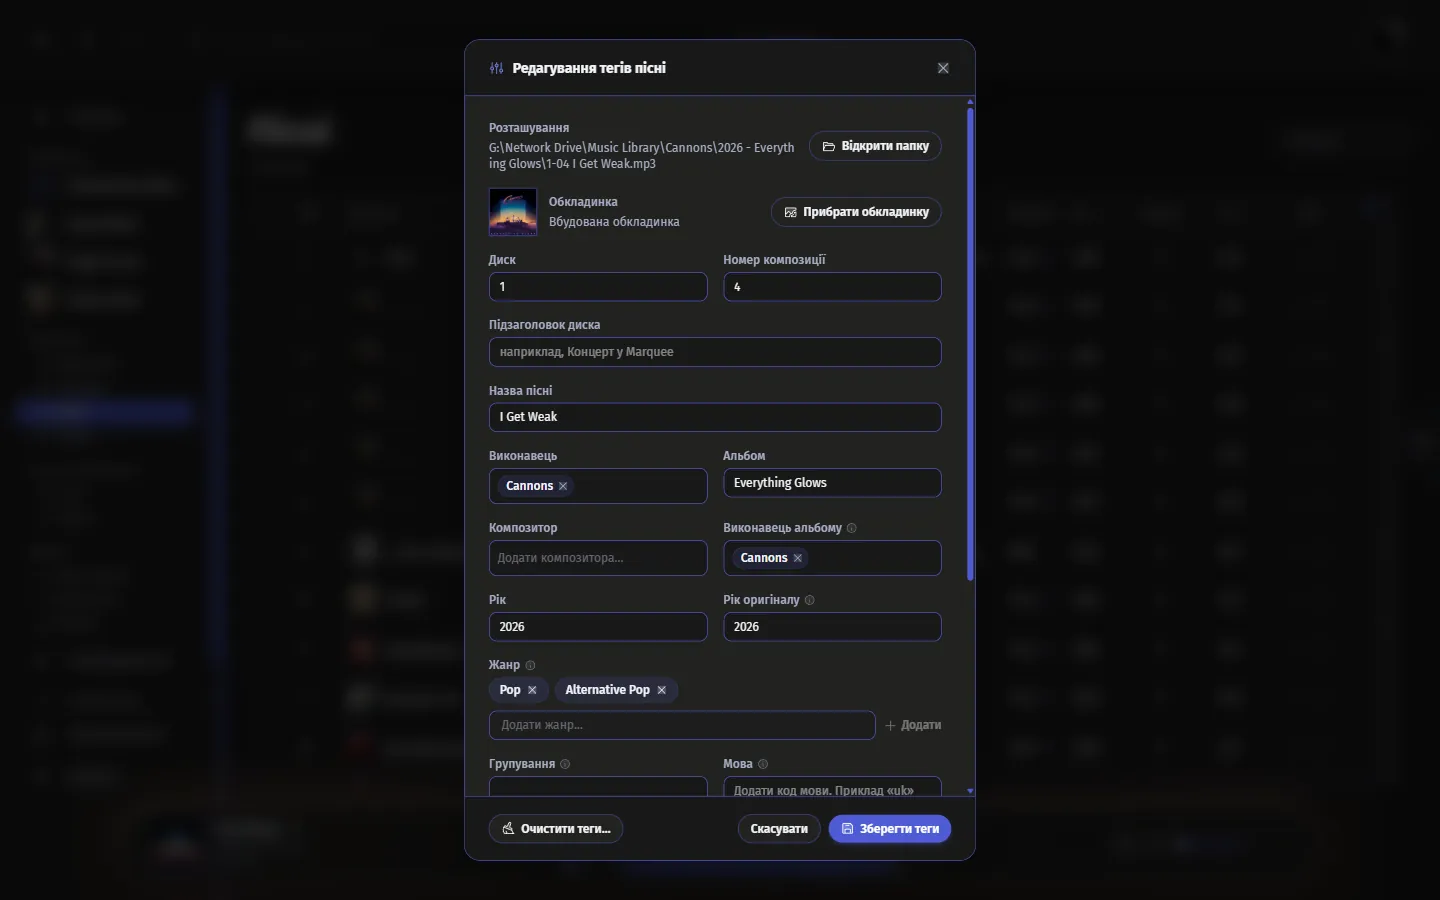 Редагування тегів пісні
Розташування
G:\Network Drive\Music Library\Cannons\2026 - Everyth
ing Glows\1-04 I Get Weak.mp3
Відкрити папку
Обкладинка
Вбудована обкладинка
Прибрати обкладинку
Диск
Номер композиції
1
4
Підзаголовок диска
наприклад, Концерт у Marquee
Назва пісні
I Get Weak
Виконавець
Альбом
Cannons
Everything Glows
Композитор
Виконавець альбому
Додати композитора...
Cannons
Рік
Рік оригіналу
2026
2026
Жанр
Pop
Alternative Pop
Додати жанр...
Додати
Групування
Мова
Додати код мови. Приклад «uk»
Очистити теги...
Скасувати
Зберегти теги